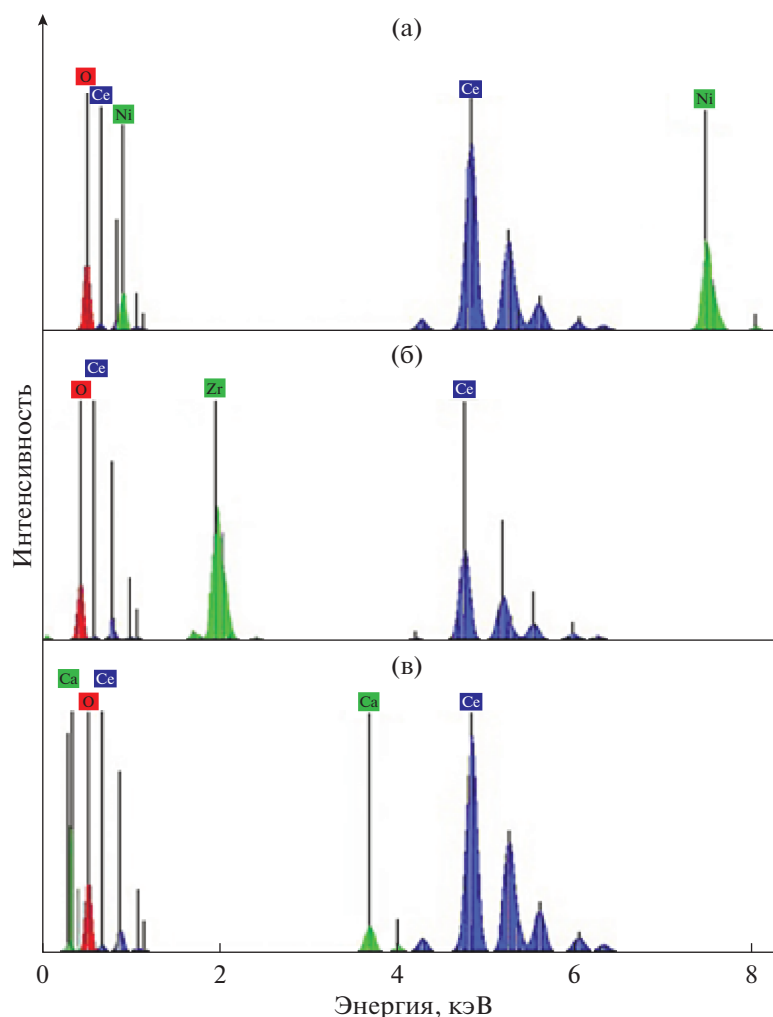 (а)
O
Ce
Ni
Ce
Ni
(б)
Ce
O
Zr
Ce
(в)
Ca
Ce
O
Ca
Ce
0
2
4
6
8
Энергия, кэВ
Интенсивность